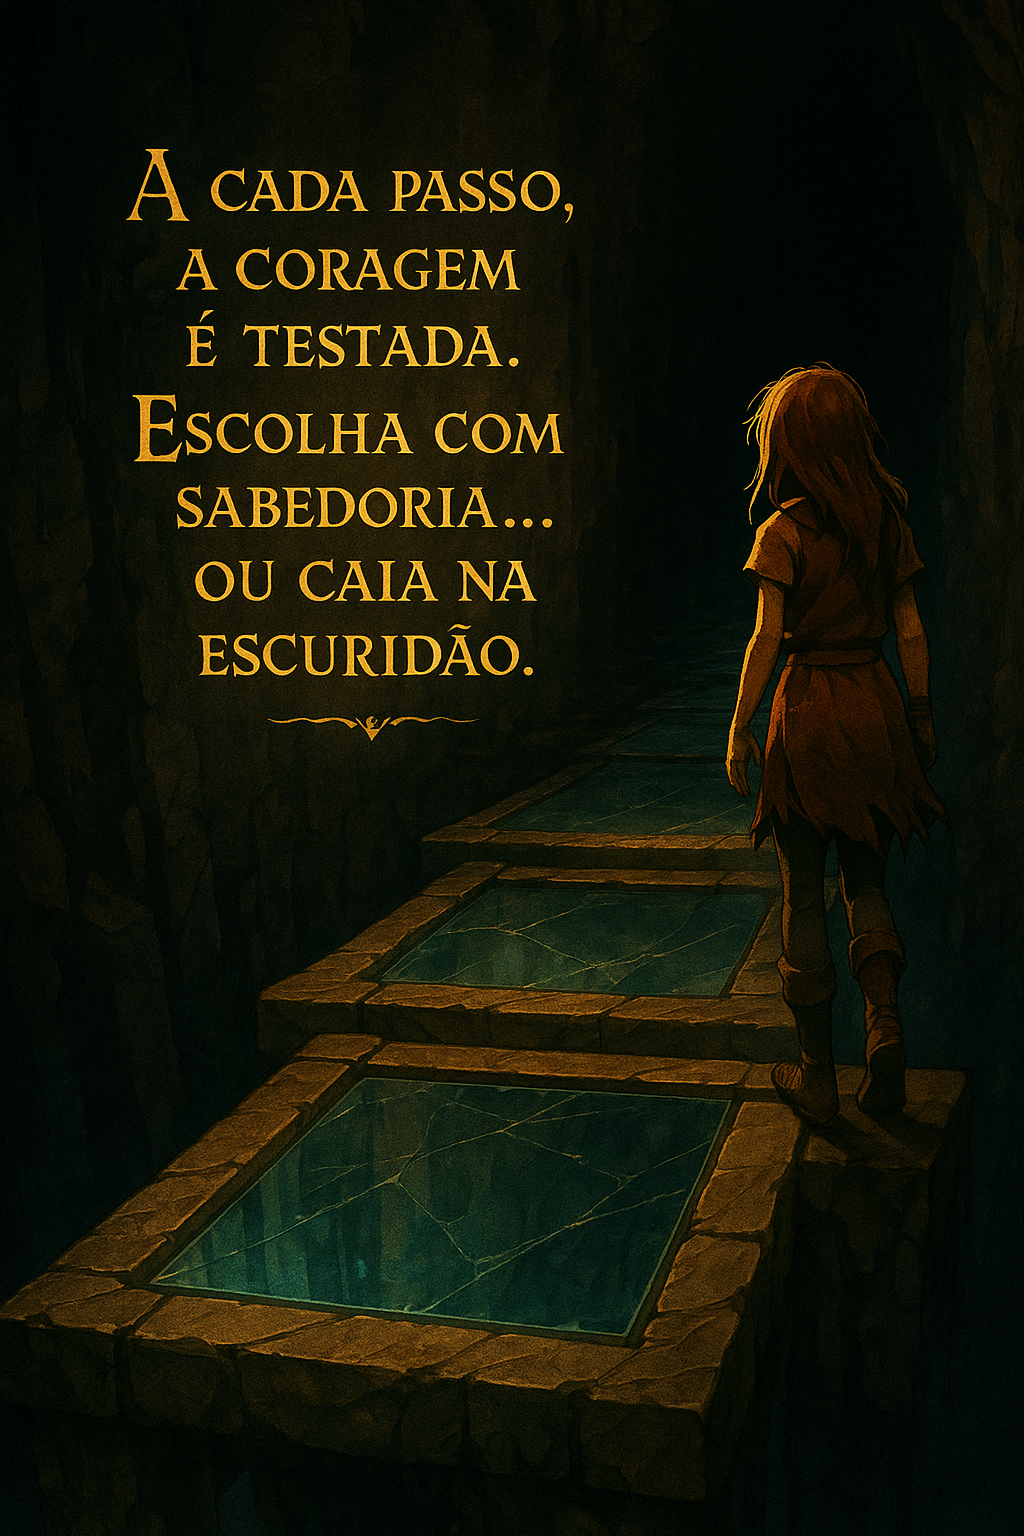 A CADA PASSO,
A CORAGEM
É TESTADA.
ESCOLHA COM
SABEDORIA...
OU CAIA NA
ESCURIDÃO.